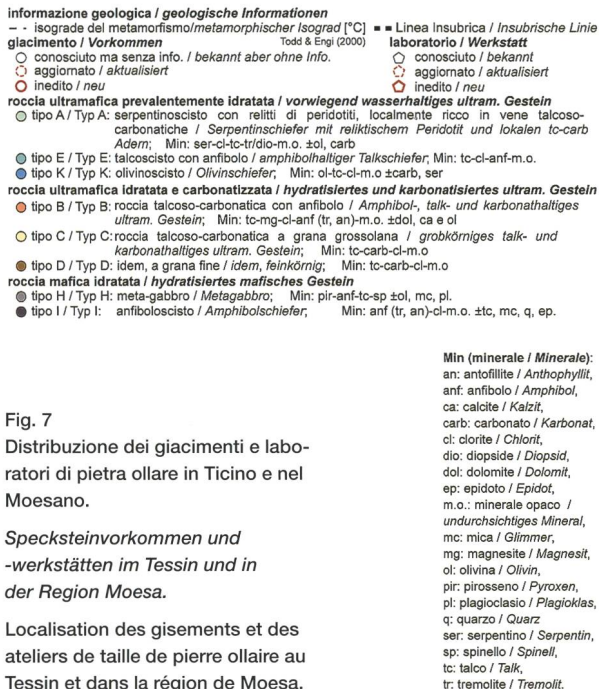 informazione geologica / geologische Informationen
– - isograde del metamorfismo/metamorphischer Isograd [°C] Linea Insubrica / Insubrische Linie
giacimento / Vorkommen Todd & Engi (2000) laboratorio / Werkstatt
conosciuto ma senza info. / bekannt aber ohne Info. conosciuto / bekannt
aggiornato / aktualisiert aggiornato / aktualisiert
inedito / neu inedito / neu
roccia ultramafica prevalentemente idratata / vorwiegend wasserhaltiges ultram. Gestein
tipo A / Typ A: serpentinoscisto con relitti di peridotiti, localmente ricco in vene talcoso-
carbonatiche / Serpentinschiefer mit reliktischem Peridotit und lokalen tc-carb
Adern; Min: ser-cl-tc-tr/dio-m.o. ±ol, carb
tipo E / Typ E: talcoscisto con anfibolo / amphibolhaltiger Talkschiefer; Min: tc-cl-anf-m.o.
tipo K / Typ K: olivinoscisto / Olivinschiefer; Min: ol-tc-cl-m.o ±carb, ser
roccia ultramafica idratata e carbonatizzata / hydratisiertes und karbonatisiertes ultram. Gestein
tipo B / Typ B: roccia talcoso-carbonatica con anfibolo / Amphibol-, talk- und karbonathaltiges
ultram. Gestein; Min: tc-mg-cl-anf (tr, an)-m.o. ±dol, ca e ol
tipo C / Typ C: roccia talcoso-carbonatica a grana grossolana / grobkörniges talk- und
karbonathaltiges ultram. Gestein; Min: tc-carb-cl-m.o
tipo D / Typ D: idem, a grana fine / idem, feinkörnig; Min: tc-carb-cl-m.o
roccia mafica idratata / hydratisiertes mafisches Gestein
tipo H / Typ H: meta-gabbro / Metagabbro; Min: pir-anf-tc-sp ±ol, mc, pl.
tipo I / Typ I: anfiboloscisto / Amphibolschiefer; Min: anf (tr, an)-cl-m.o. ±tc, mc, q, ep.
Fig. 7
Distribuzione dei giacimenti e labo-
ratori di pietra ollare in Ticino e nel
Moesano.
Specksteinvorkommen und
-werkstätten im Tessin und in
der Region Moesa.
Localisation des gisements et des
ateliers de taille de pierre ollaire au
Tessin et dans la région de Moesa.
Min (minerale / Minerale):
an: antofillite / Anthophyllit,
anf: anfibolo / Amphibol,
ca: calcite / Kalzit,
carb: carbonato / Karbonat,
cl: clorite / Chlorit,
dio: diopside / Diopsid,
dol: dolomite / Dolomit,
ep: epidoto / Epidot,
m.o.: minerale opaco /
undurchsichtiges Mineral,
mc: mica / Glimmer,
mg: magnesite / Magnesit,
ol: olivina / Olivin,
pir: pirosseno / Pyroxen,
pl: plagioclasio / Plagioklas,
q: quarzo / Quarz
ser: serpentino / Serpentin,
sp: spinello / Spinell,
tc: talco / Talk,
tr: tremolite / Tremolit.